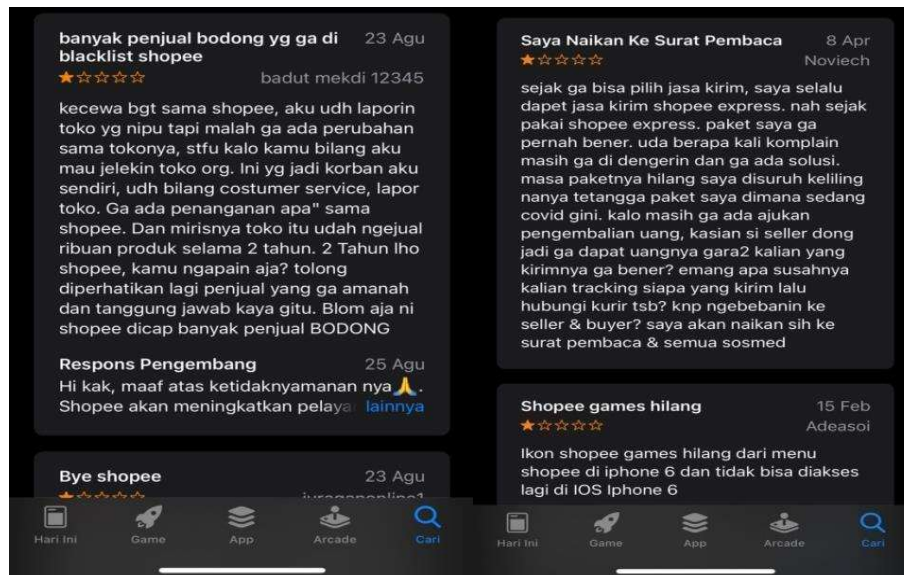 banyak penjual bodong yg ga di 23 Agu
blacklist shopee
badut mekdi 12345
kecewa bgt sama shopee, aku udh laporin
toko yg nipu tapi malah ga ada perubahan
sama tokonya, stfu kalo kamu bilang aku
mau jelekin toko org. Ini yg jadi korban aku
sendiri, udh bilang costumer service, lapor
toko. Ga ada penanganan apa" sama
shopee. Dan mirisnya toko itu udah ngejual
ribuan produk selama 2 tahun. 2 Tahun lho
shopee, kamu ngapain aja? tolong
diperhatikan lagi penjual yang ga amanah
dan tanggung jawab kaya gitu. Blom aja ni
shopee dicap banyak penjual BODONG
Respons Pengembang 25 Agu
Hi kak, maaf atas ketidaknyamanan nya🙏.
Shopee akan meningkatkan pelaya lainnya
Bye shopee 23 Agu
Hari Ini Game App Arcade Cari
Saya Naikan Ke Surat Pembaca 8 Apr
Noviech
sejak ga bisa pilih jasa kirim, saya selalu
dapet jasa kirim shopee express. nah sejak
pakai shopee express. paket saya ga
pernah bener. uda berapa kali komplain
masih ga di dengerin dan ga ada solusi.
masa paketnya hilang saya disuruh keliling
nanya tetangga paket saya dimana sedang
covid gini. kalo masih ga ada ajukan
pengembalian uang, kasian si seller dong
jadi ga dapat uangnya gara2 kalian yang
kirimnya ga bener? emang apa susahnya
kalian tracking siapa yang kirim lalu
hubungi kurir tsb? knp ngebebanin ke
seller & buyer? saya akan naikan sih ke
surat pembaca & semua sosmed
Shopee games hilang 15 Feb
Adeasoi
Ikon shopee games hilang dari menu
shopee di iphone 6 dan tidak bisa diakses
lagi di IOS Iphone 6
Hari Ini Game App Arcade Cari